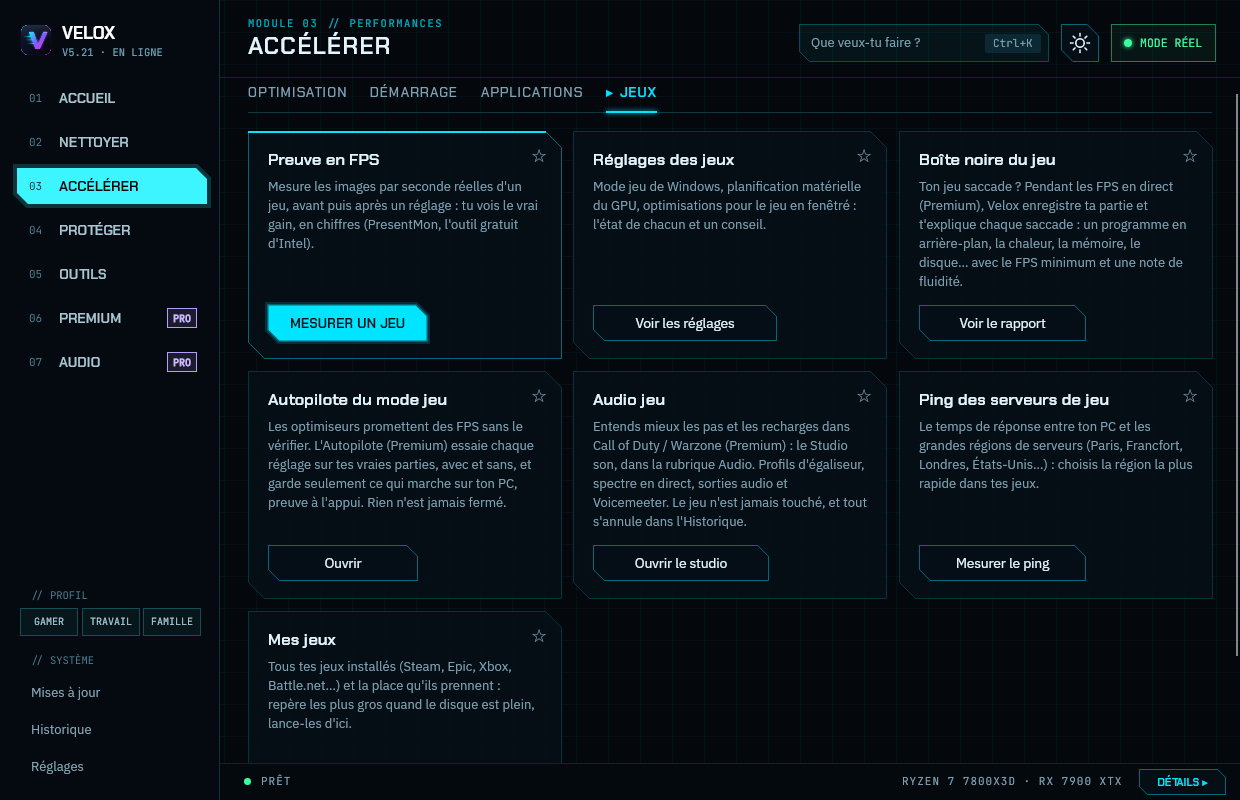 VELOX
V5.21 · EN LIGNE
01 ACCUEIL
02 NETTOYER
03 ACCÉLÉRER
04 PROTÉGER
05 OUTILS
06 PREMIUM PRO
07 AUDIO PRO
// PROFIL
GAMER TRAVAIL FAMILLE
// SYSTÈME
Mises à jour
Historique
Réglages
MODULE 03 // PERFORMANCES
ACCÉLÉRER
Que veux-tu faire ? Ctrl+K
MODE RÉEL
OPTIMISATION DÉMARRAGE APPLICATIONS ▸ JEUX
Preuve en FPS ☆
Mesure les images par seconde réelles d'un
jeu, avant puis après un réglage : tu vois le vrai
gain, en chiffres (PresentMon, l'outil gratuit
d'Intel).
MESURER UN JEU
Réglages des jeux ☆
Mode jeu de Windows, planification matérielle
du GPU, optimisations pour le jeu en fenêtré :
l'état de chacun et un conseil.
Voir les réglages
Boîte noire du jeu ☆
Ton jeu saccade ? Pendant les FPS en direct
(Premium), Velox enregistre ta partie et
t'explique chaque saccade : un programme en
arrière-plan, la chaleur, la mémoire, le
disque… avec le FPS minimum et une note de
fluidité.
Voir le rapport
Autopilote du mode jeu ☆
Les optimiseurs promettent des FPS sans le
vérifier. L'Autopilote (Premium) essaie chaque
réglage sur tes vraies parties, avec et sans, et
garde seulement ce qui marche sur ton PC,
preuve à l'appui. Rien n'est jamais fermé.
Ouvrir
Audio jeu ☆
Entends mieux les pas et les recharges dans
Call of Duty / Warzone (Premium) : le Studio
son, dans la rubrique Audio. Profils d'égaliseur,
spectre en direct, sorties audio et
Voicemeeter. Le jeu n'est jamais touché, et tout
s'annule dans l'Historique.
Ouvrir le studio
Ping des serveurs de jeu ☆
Le temps de réponse entre ton PC et les
grandes régions de serveurs (Paris, Francfort,
Londres, États-Unis…) : choisis la région la plus
rapide dans tes jeux.
Mesurer le ping
Mes jeux ☆
Tous tes jeux installés (Steam, Epic, Xbox,
Battle.net…) et la place qu'ils prennent :
repère les plus gros quand le disque est plein,
lance-les d'ici.
PRÊT
RYZEN 7 7800X3D · RX 7900 XTX
DÉTAILS ▸